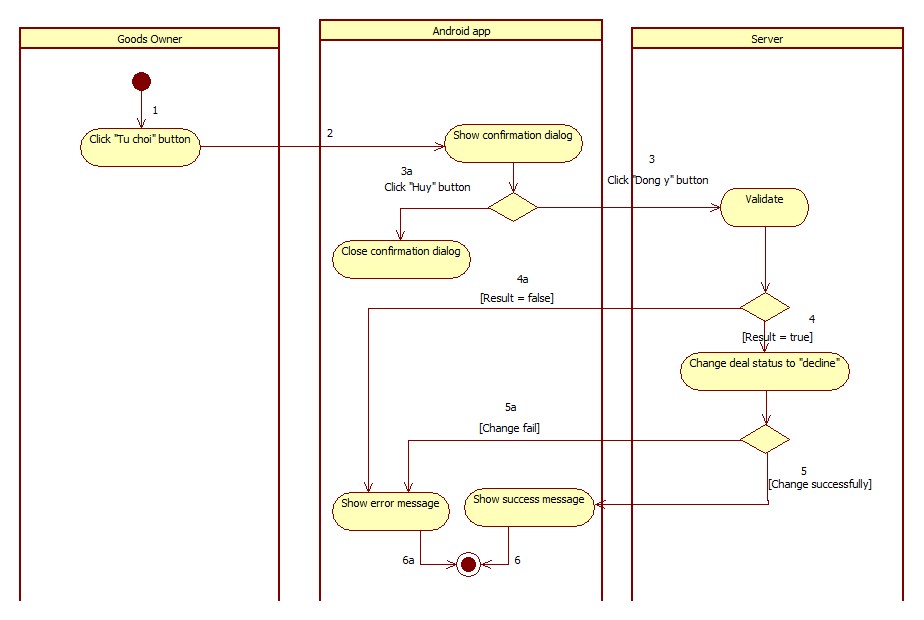 Goods Owner
Android app
Server
1
Click "Tu choi" button
2
Show confirmation dialog
3a
Click "Huy" button
3
Click "Dong y" button
Validate
Close confirmation dialog
4a
[Result = false]
4
[Result = true]
Change deal status to "decline"
5a
[Change fail]
5
[Change successfully]
Show error message
Show success message
6a
6